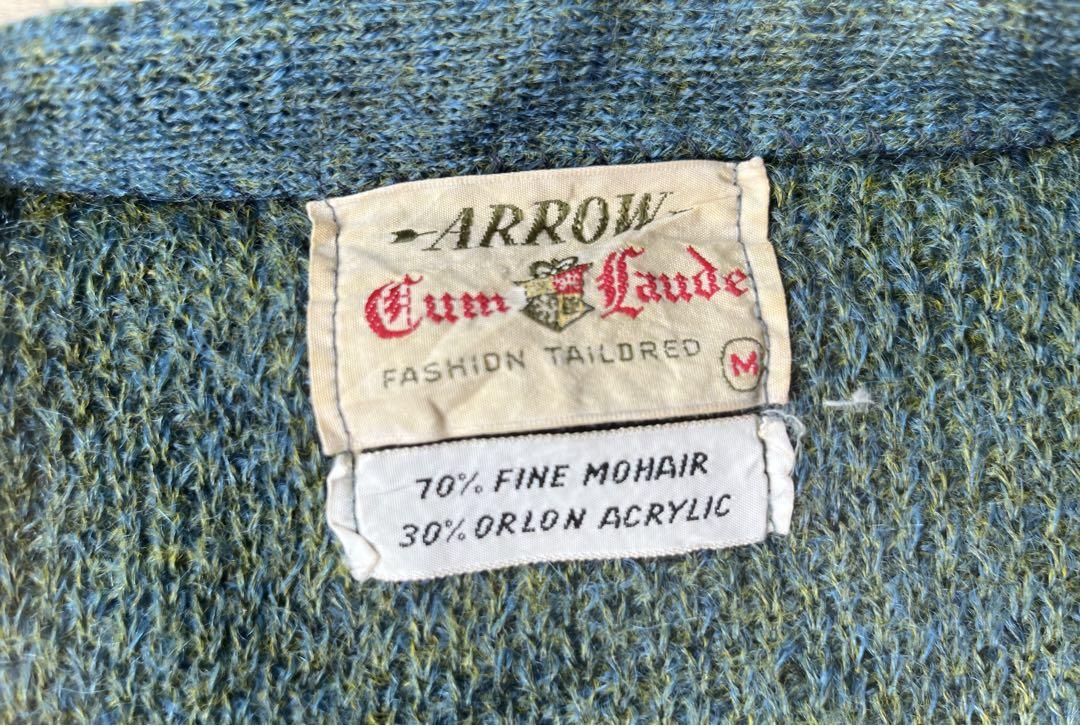 ARROW
Cum Laude
FASHION TAILORED M
70% FINE MOHAIR
30% ORLON ACRYLIC